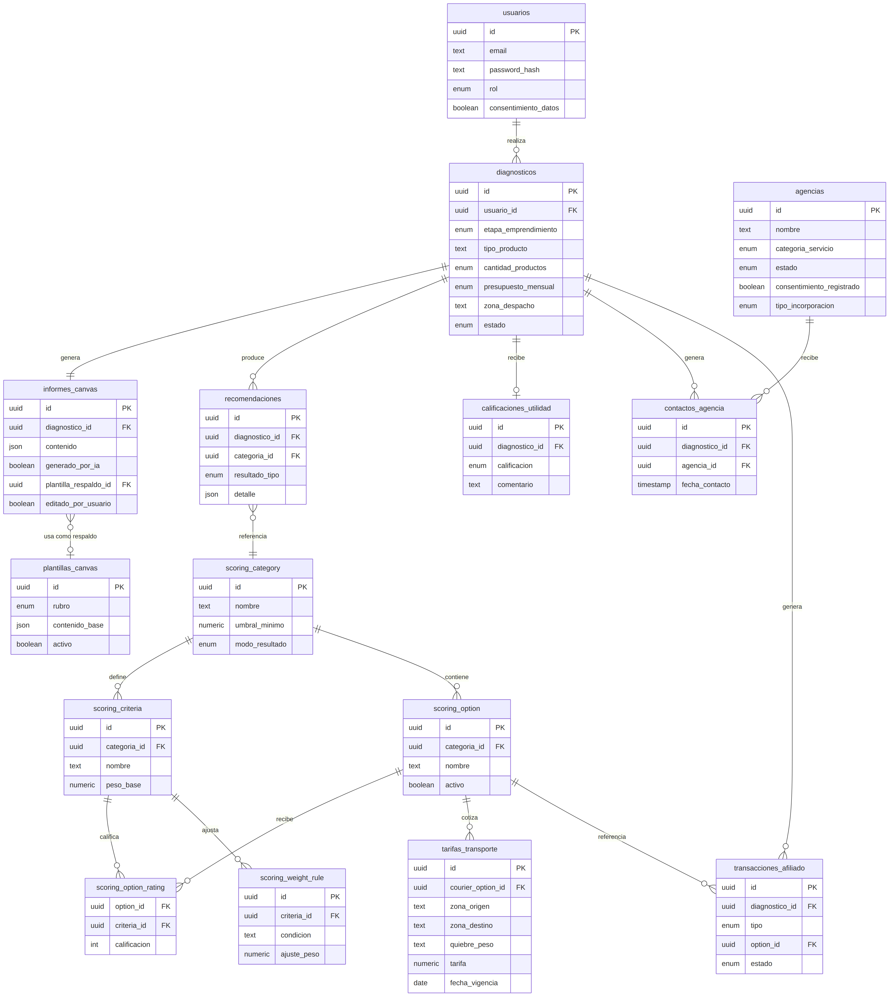 usuarios
uuid id PK
text email
text password_hash
enum rol
boolean consentimiento_datos
realiza
diagnosticos
uuid id PK
uuid usuario_id FK
enum etapa_emprendimiento
text tipo_producto
enum cantidad_productos
enum presupuesto_mensual
text zona_despacho
enum estado
agencias
uuid id PK
text nombre
enum categoria_servicio
enum estado
boolean consentimiento_registrado
enum tipo_incorporacion
genera
produce
recibe
genera
recibe
informes_canvas
uuid id PK
uuid diagnostico_id FK
json contenido
boolean generado_por_ia
uuid plantilla_respaldo_id FK
boolean editado_por_usuario
recomendaciones
uuid id PK
uuid diagnostico_id FK
uuid categoria_id FK
enum resultado_tipo
json detalle
calificaciones_utilidad
uuid id PK
uuid diagnostico_id FK
enum calificacion
text comentario
contactos_agencia
uuid id PK
uuid diagnostico_id FK
uuid agencia_id FK
timestamp fecha_contacto
usa como respaldo
referencia
plantillas_canvas
uuid id PK
enum rubro
json contenido_base
boolean activo
scoring_category
uuid id PK
text nombre
numeric umbral_minimo
enum modo_resultado
genera
define
contiene
scoring_criteria
uuid id PK
uuid categoria_id FK
text nombre
numeric peso_base
scoring_option
uuid id PK
uuid categoria_id FK
text nombre
boolean activo
califica
ajusta
recibe
cotiza
referencia
scoring_option_rating
uuid option_id FK
uuid criteria_id FK
int calificacion
scoring_weight_rule
uuid id PK
uuid criteria_id FK
text condicion
numeric ajuste_peso
tarifas_transporte
uuid id PK
uuid courier_option_id FK
text zona_origen
text zona_destino
text quiebre_peso
numeric tarifa
date fecha_vigencia
transacciones_afiliado
uuid id PK
uuid diagnostico_id FK
enum tipo
uuid option_id FK
enum estado